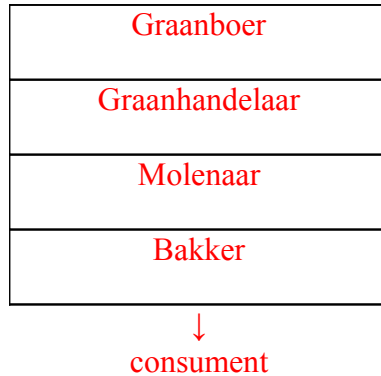 Graanboer
Graanhandelaar
Molenaar
Bakker
↓
consument